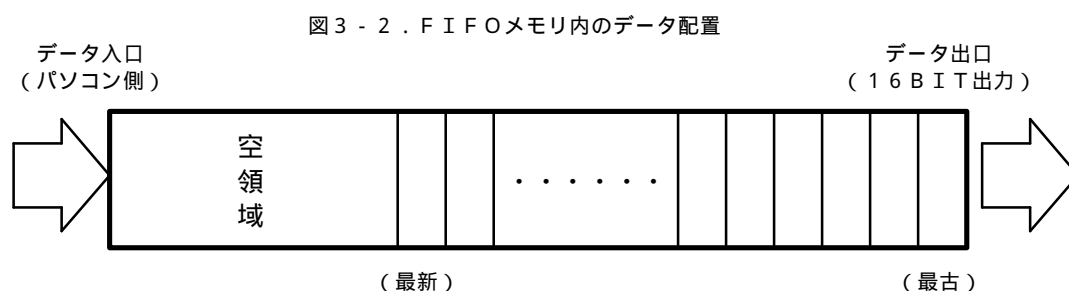 図3-2.FIFOメモリ内のデータ配置
データ入口
(パソコン側)
データ出口
(16BIT出力)
空領域
・・・・・・
(最新)
(最古)